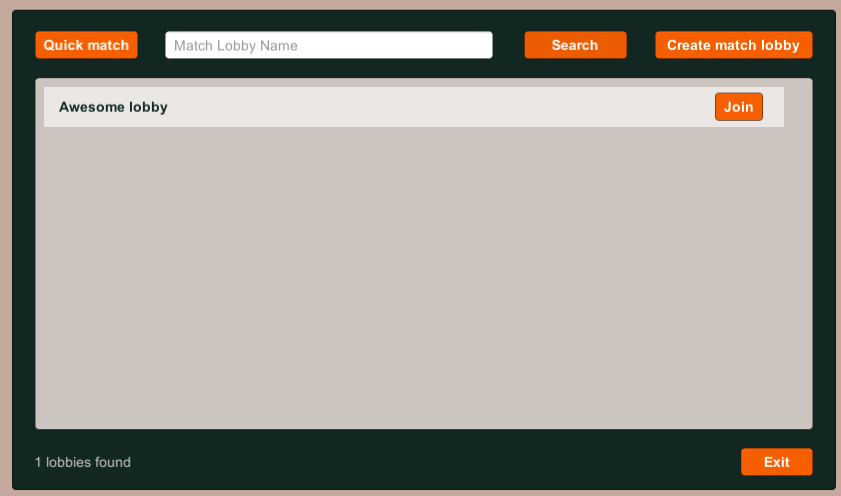 Quick match
Match Lobby Name
Search
Create match lobby
Awesome lobby
Join
1 lobbies found
Exit